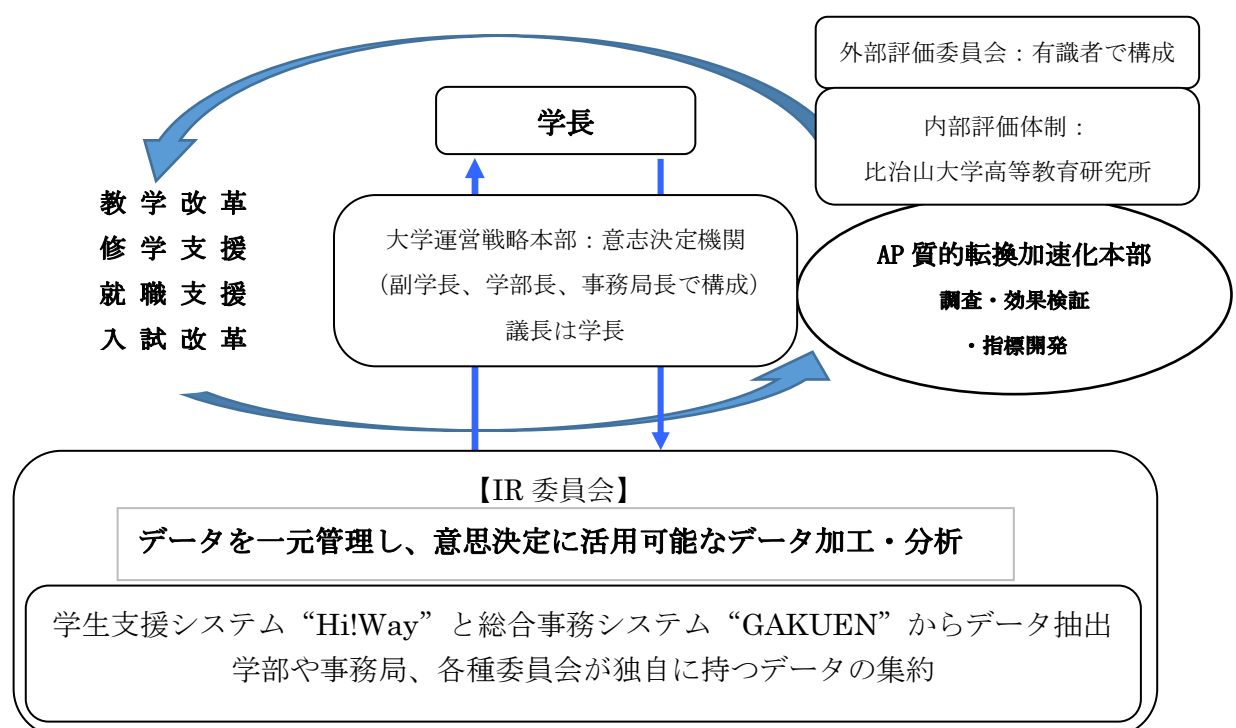 外部評価委員会：有識者で構成
内部評価体制：
比治山大学高等教育研究所
学長
教学改革
修学支援
就職支援
入試改革
大学運営戦略本部：意志決定機関
（副学長、学部長、事務局長で構成）
議長は学長
AP 質的転換加速化本部
調査・効果検証
・指標開発
【IR 委員会】
データを一元管理し、意思決定に活用可能なデータ加工・分析
学生支援システム“Hi!Way”と総合事務システム“GAKUEN”からデータ抽出
学部や事務局、各種委員会が独自に持つデータの集約